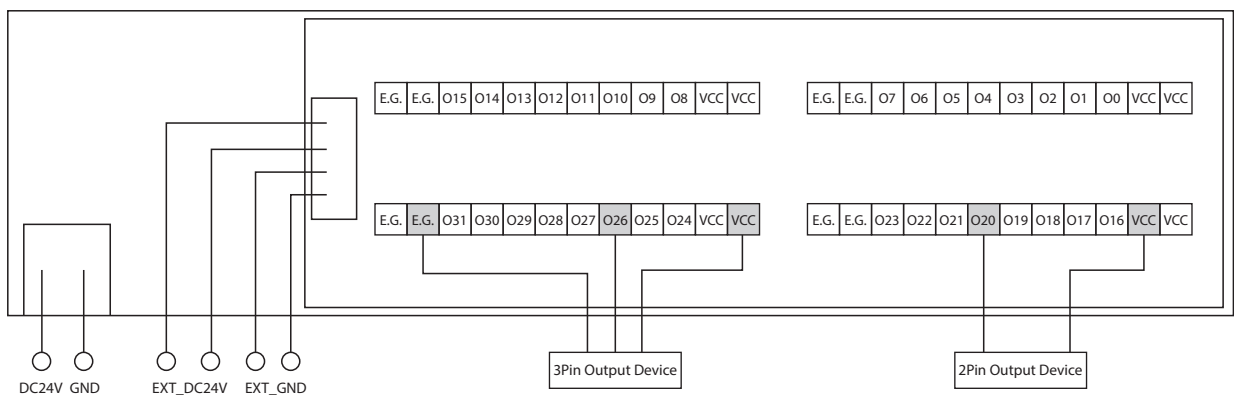 E.G. E.G. O15 O14 O13 O12 O11 O10 O9 O8 VCC VCC
E.G. E.G. O7 O6 O5 O4 O3 O2 O1 O0 VCC VCC
E.G. E.G. O31 O30 O29 O28 O27 O26 O25 O24 VCC VCC
E.G. E.G. O23 O22 O21 O20 O19 O18 O17 O16 VCC VCC
3Pin Output Device
2Pin Output Device
DC24V GND
EXT_DC24V
EXT_GND